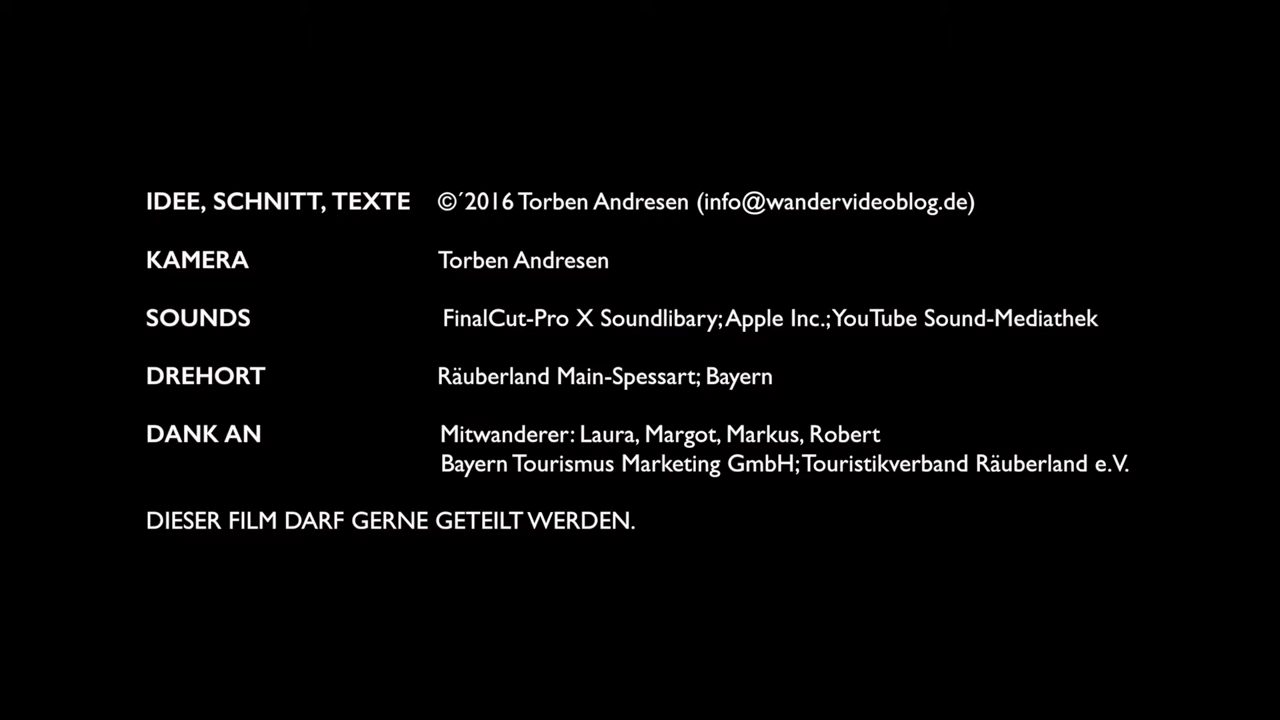 IDEE, SCHNITT, TEXTE ©´2016 Torben Andresen (info@wandervideoblog.de)
KAMERA Torben Andresen
SOUNDS FinalCut-Pro X Soundlibary; Apple Inc.; YouTube Sound-Mediathek
DREHORT Räuberland Main-Spessart; Bayern
DANK AN Mitwanderer: Laura, Margot, Markus, Robert
Bayern Tourismus Marketing GmbH; Touristikverband Räuberland e.V.
DIESER FILM DARF GERNE GETEILT WERDEN.